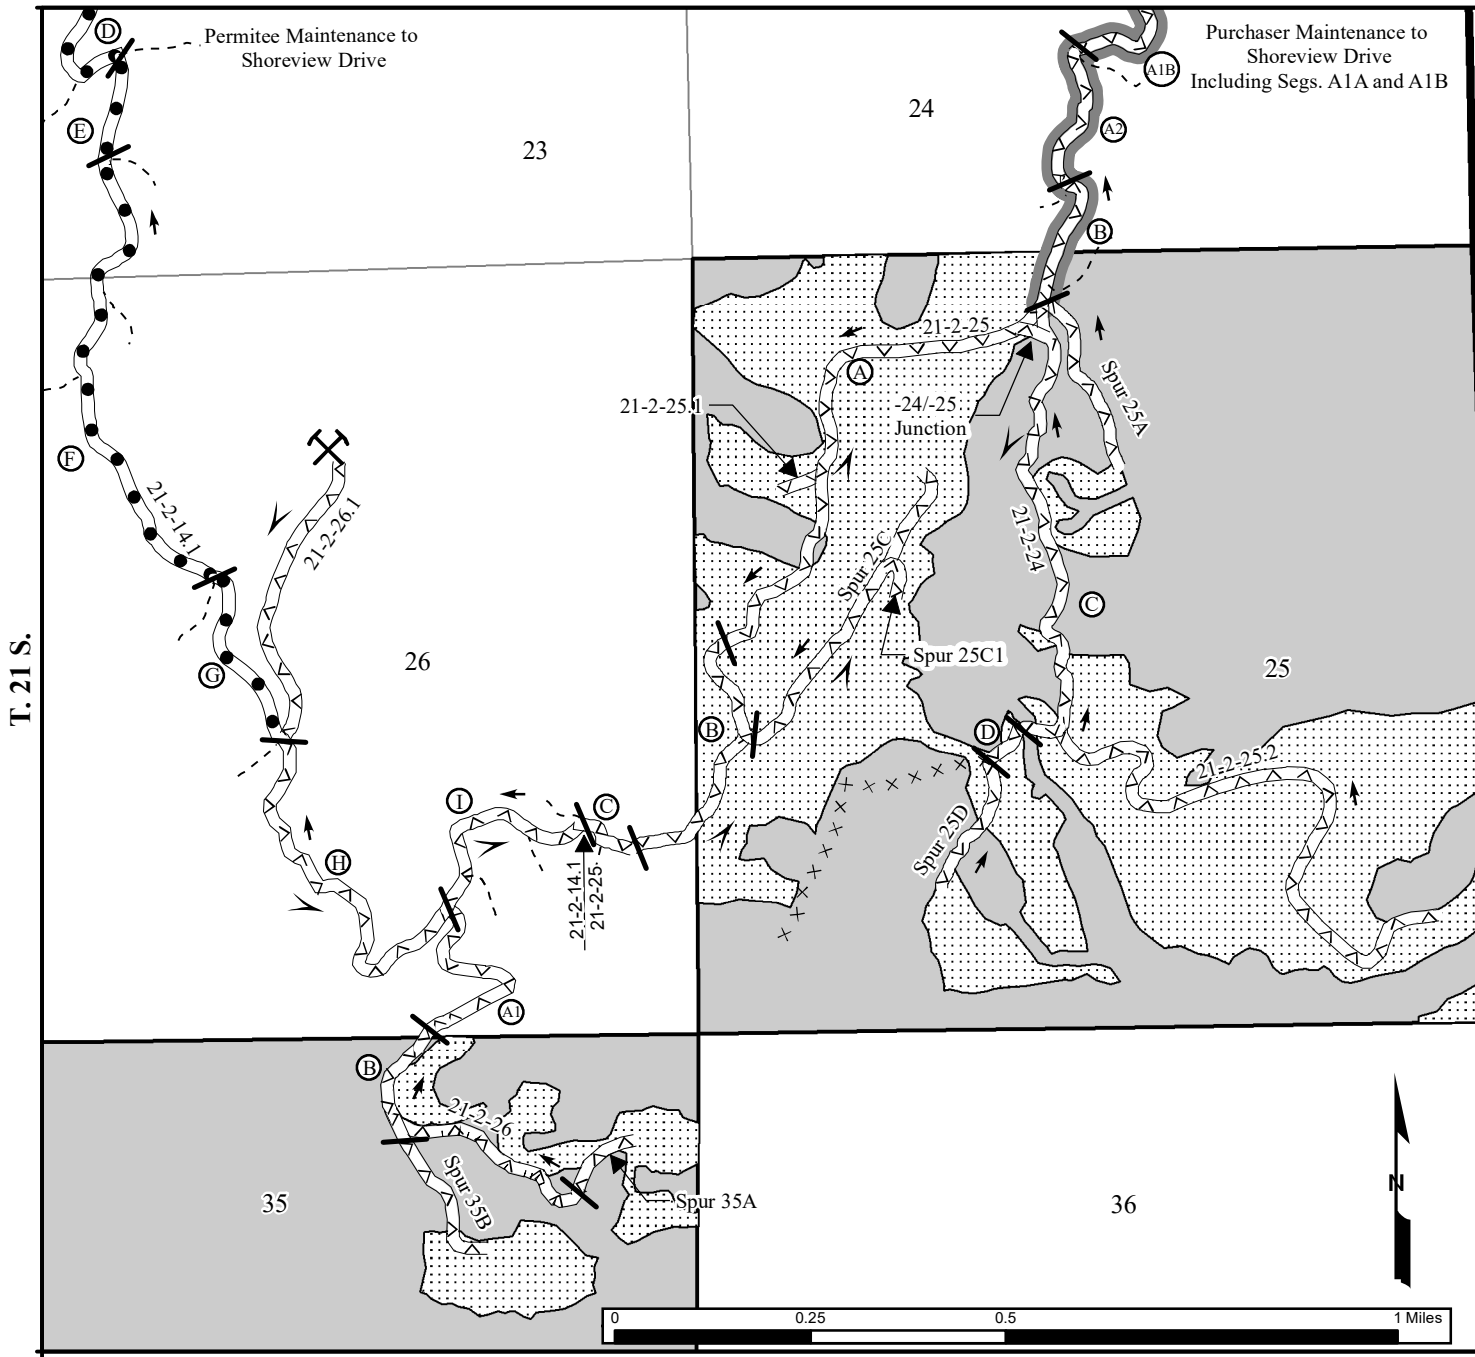 D
Permitee Maintenance to
Shoreview Drive
Purchaser Maintenance to
Shoreview Drive
Including Segs. A1A and A1B
A1B
24
A2
E
23
B
21-2-25
A
Spur 25A
21-2-25.1
-24/-25
Junction
F
21-2-14.1
21-2-26.1
21-2-24
Spur 25C
C
T. 21 S.
26
Spur 25C1
25
G
B
D
21-2-25.2
I
C
Spur 25D
H
21-2-14.1
21-2-25
A1
B
21-2-26
Spur 35B
Spur 35A
35
36
N
0 0.25 0.5 1 Miles